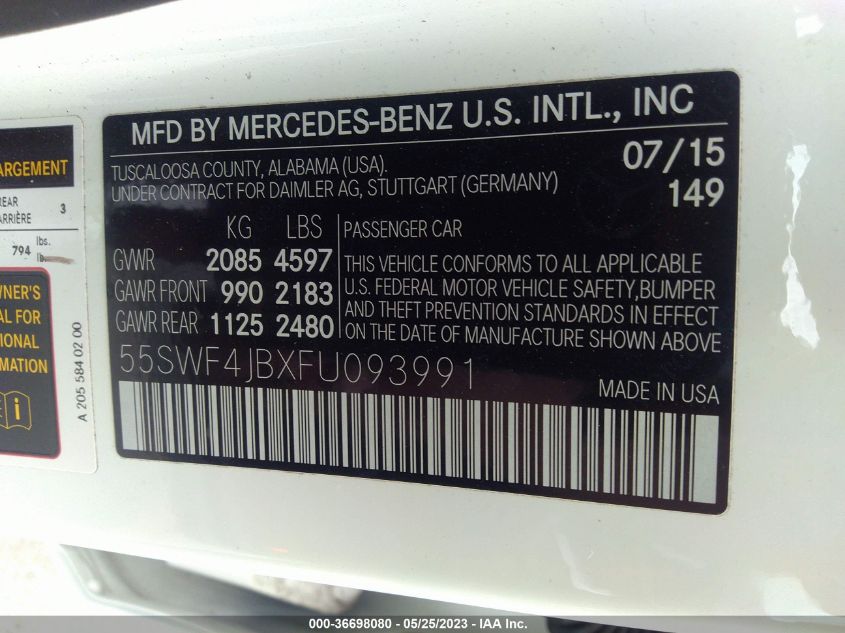 ARGEMENT
REAR
ARRIÈRE 3
794 lbs.
WNER'S
AL FOR
IONAL
MATION
i
A 205 584 02 00
MFD BY MERCEDES-BENZ U.S. INTL., INC
TUSCALOOSA COUNTY, ALABAMA (USA). 07/15
UNDER CONTRACT FOR DAIMLER AG, STUTTGART (GERMANY) 149
KG LBS
GVWR 2085 4597
GAWR FRONT 990 2183
GAWR REAR 1125 2480
PASSENGER CAR
THIS VEHICLE CONFORMS TO ALL APPLICABLE
U.S. FEDERAL MOTOR VEHICLE SAFETY,BUMPER
AND THEFT PREVENTION STANDARDS IN EFFECT
ON THE DATE OF MANUFACTURE SHOWN ABOVE
55SWF4JBXFU093991
MADE IN USA
000-36698080 / 05/25/2023 - IAA Inc.